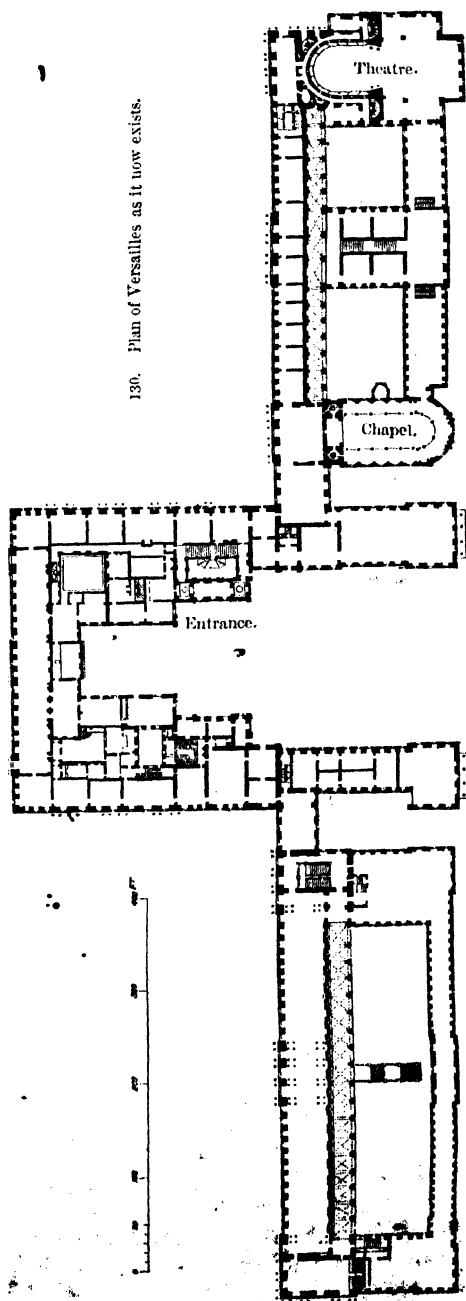 Theatre.
130. Plan of Versailles as it now exists.
Chapel.
Entrance.